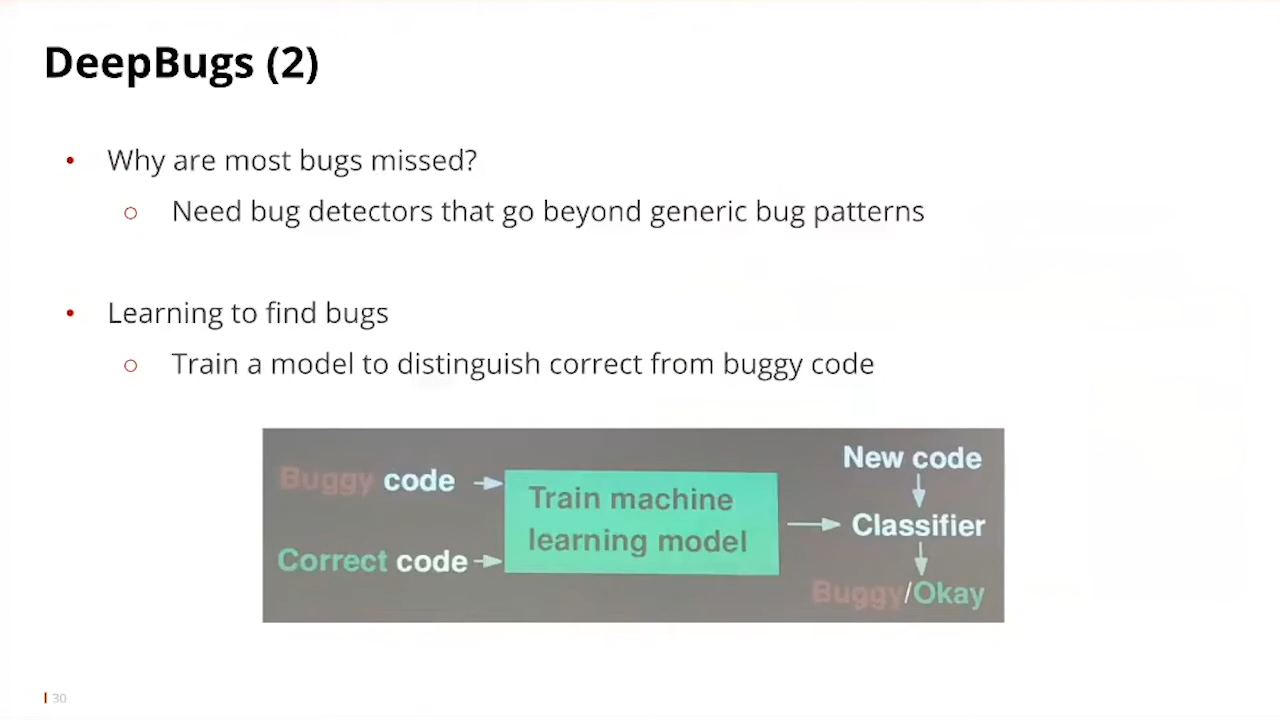 DeepBugs (2)
• Why are most bugs missed?
○ Need bug detectors that go beyond generic bug patterns
• Learning to find bugs
○ Train a model to distinguish correct from buggy code
Buggy code
Correct code
Train machine
learning model
New code
Classifier
Buggy/Okay
30